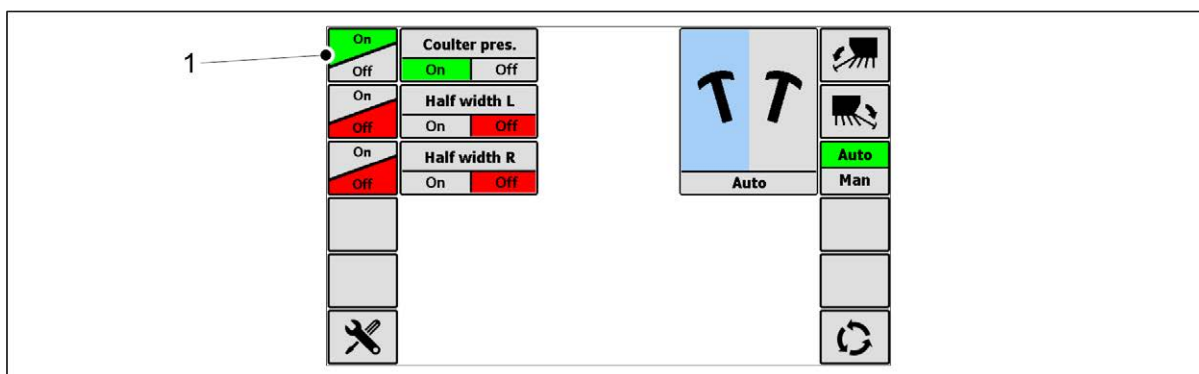 1
On
Off
Coulter pres.
On Off
On
Off
Half width L
On Off
On
Off
Half width R
On Off
Auto
Auto
Man